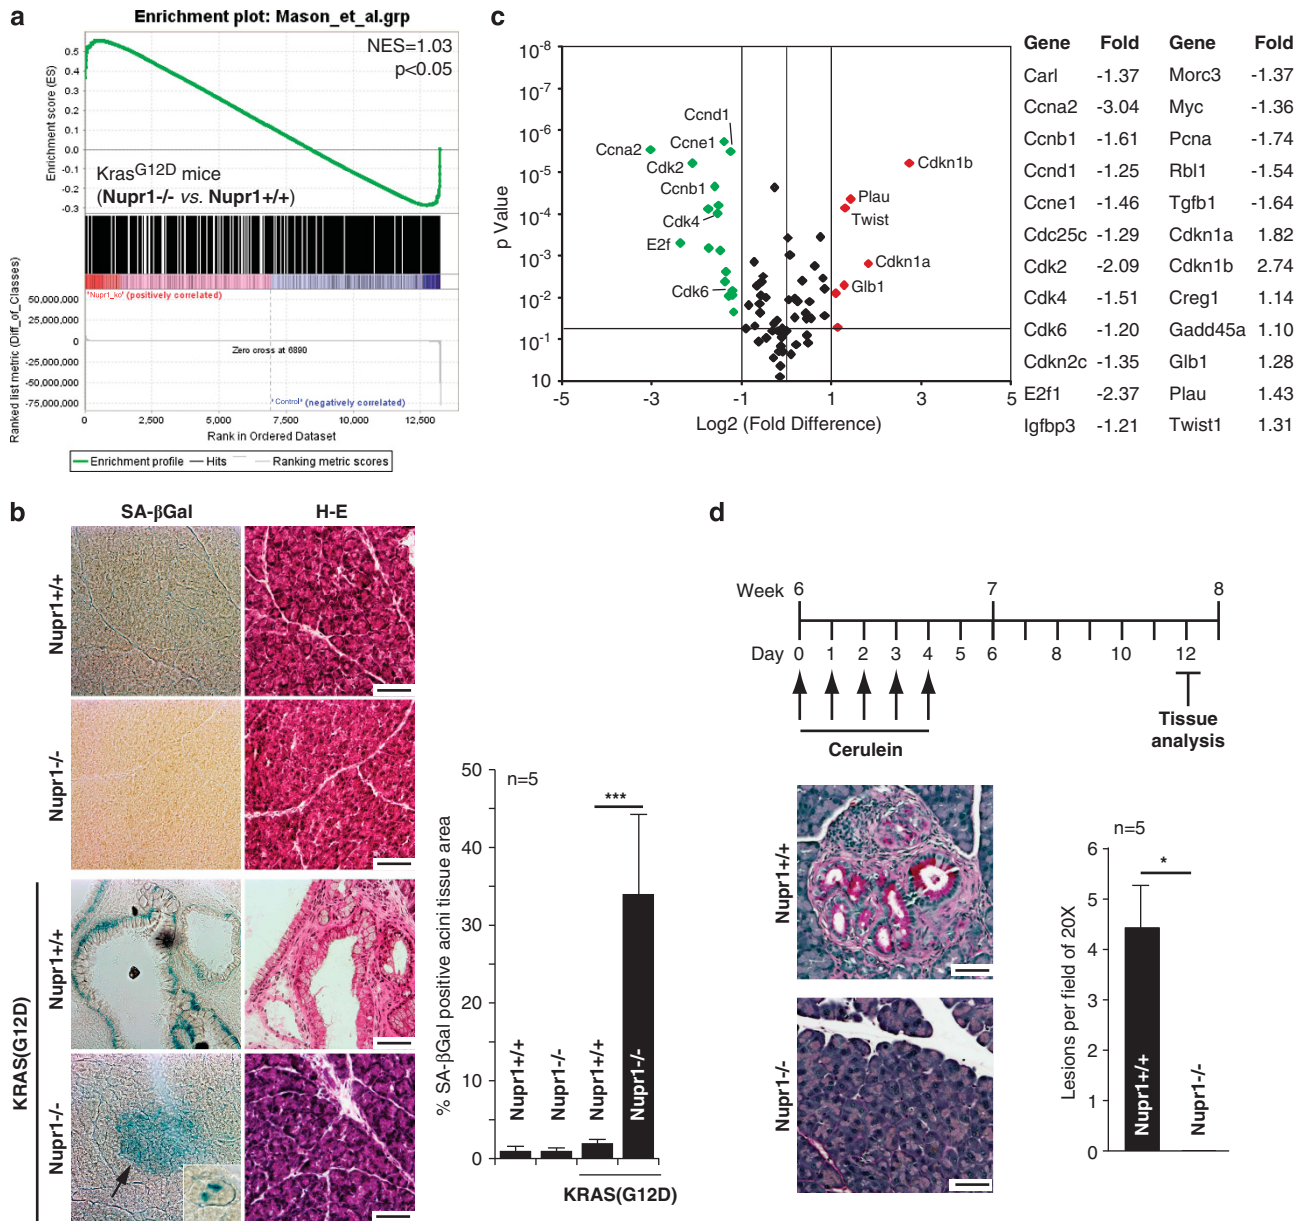 a
Enrichment plot: Mason_et_al.grp
NES=1.03
p<0.05
Enrichment score (ES)
0.5
0.4
0.3
0.2
0.1
0.0
-0.1
-0.2
-0.3
KrasG12D mice
(Nupr1-/- vs. Nupr1+/+)
"Nupr1_ko" (positively correlated)
Ranked list metric (Diff_of_Classes)
50,000,000
25,000,000
0
-25,000,000
-50,000,000
-75,000,000
Zero cross at 6890
"Control" (negatively correlated)
0
2,500
5,000
7,500
10,000
12,500
Rank in Ordered Dataset
Enrichment profile
Hits
Ranking metric scores
c
p Value
10-8
10-7
10-6
10-5
10-4
10-3
10-2
10-1
10
-5
-3
-1
1
3
5
Log2 (Fold Difference)
Ccnd1
Ccne1
Ccna2
Cdk2
Ccnb1
Cdk4
E2f
Cdk6
Cdkn1b
Plau
Twist
Cdkn1a
Glb1
Gene Fold Gene Fold
Carl -1.37 Morc3 -1.37
Ccna2 -3.04 Myc -1.36
Ccnb1 -1.61 Pcna -1.74
Ccnd1 -1.25 Rbl1 -1.54
Ccne1 -1.46 Tgfb1 -1.64
Cdc25c -1.29 Cdkn1a 1.82
Cdk2 -2.09 Cdkn1b 2.74
Cdk4 -1.51 Creg1 1.14
Cdk6 -1.20 Gadd45a 1.10
Cdkn2c -1.35 Glb1 1.28
E2f1 -2.37 Plau 1.43
Igfbp3 -1.21 Twist1 1.31
b
SA-βGal
H-E
Nupr1+/+
Nupr1-/-
KRAS(G12D)
Nupr1+/+
Nupr1-/-
% SA-βGal positive acini tissue area
50
40
30
20
10
0
n=5
***
Nupr1+/+
Nupr1-/-
Nupr1+/+
Nupr1-/-
KRAS(G12D)
d
Week
6
7
8
Day
0
1
2
3
4
5
6
8
10
12
Cerulein
Tissue
analysis
Nupr1+/+
Nupr1-/-
n=5
*
Lesions per field of 20X
6
5
4
3
2
1
0
Nupr1+/+
Nupr1-/-